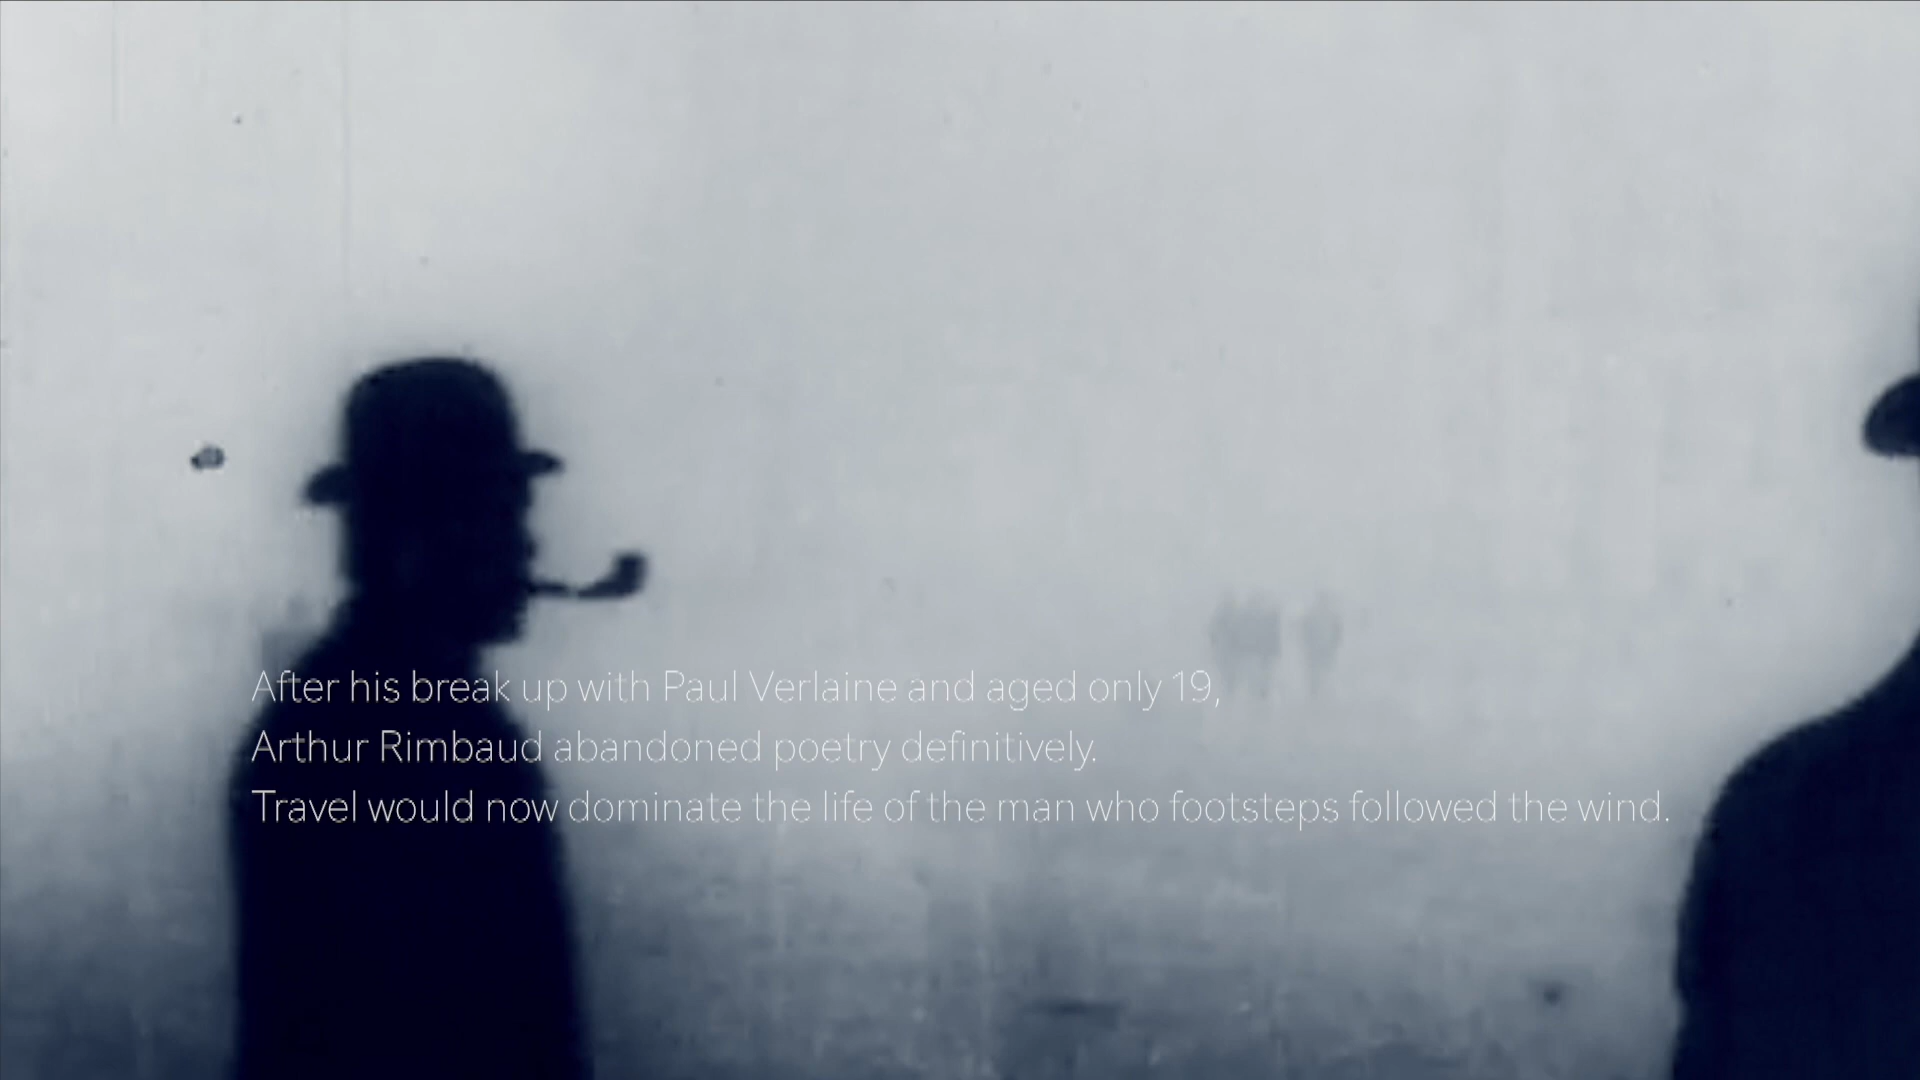 After his break up with Paul Verlaine and aged only 19,
Arthur Rimbaud abandoned poetry definitively.
Travel would now dominate the life of the man who footsteps followed the wind.